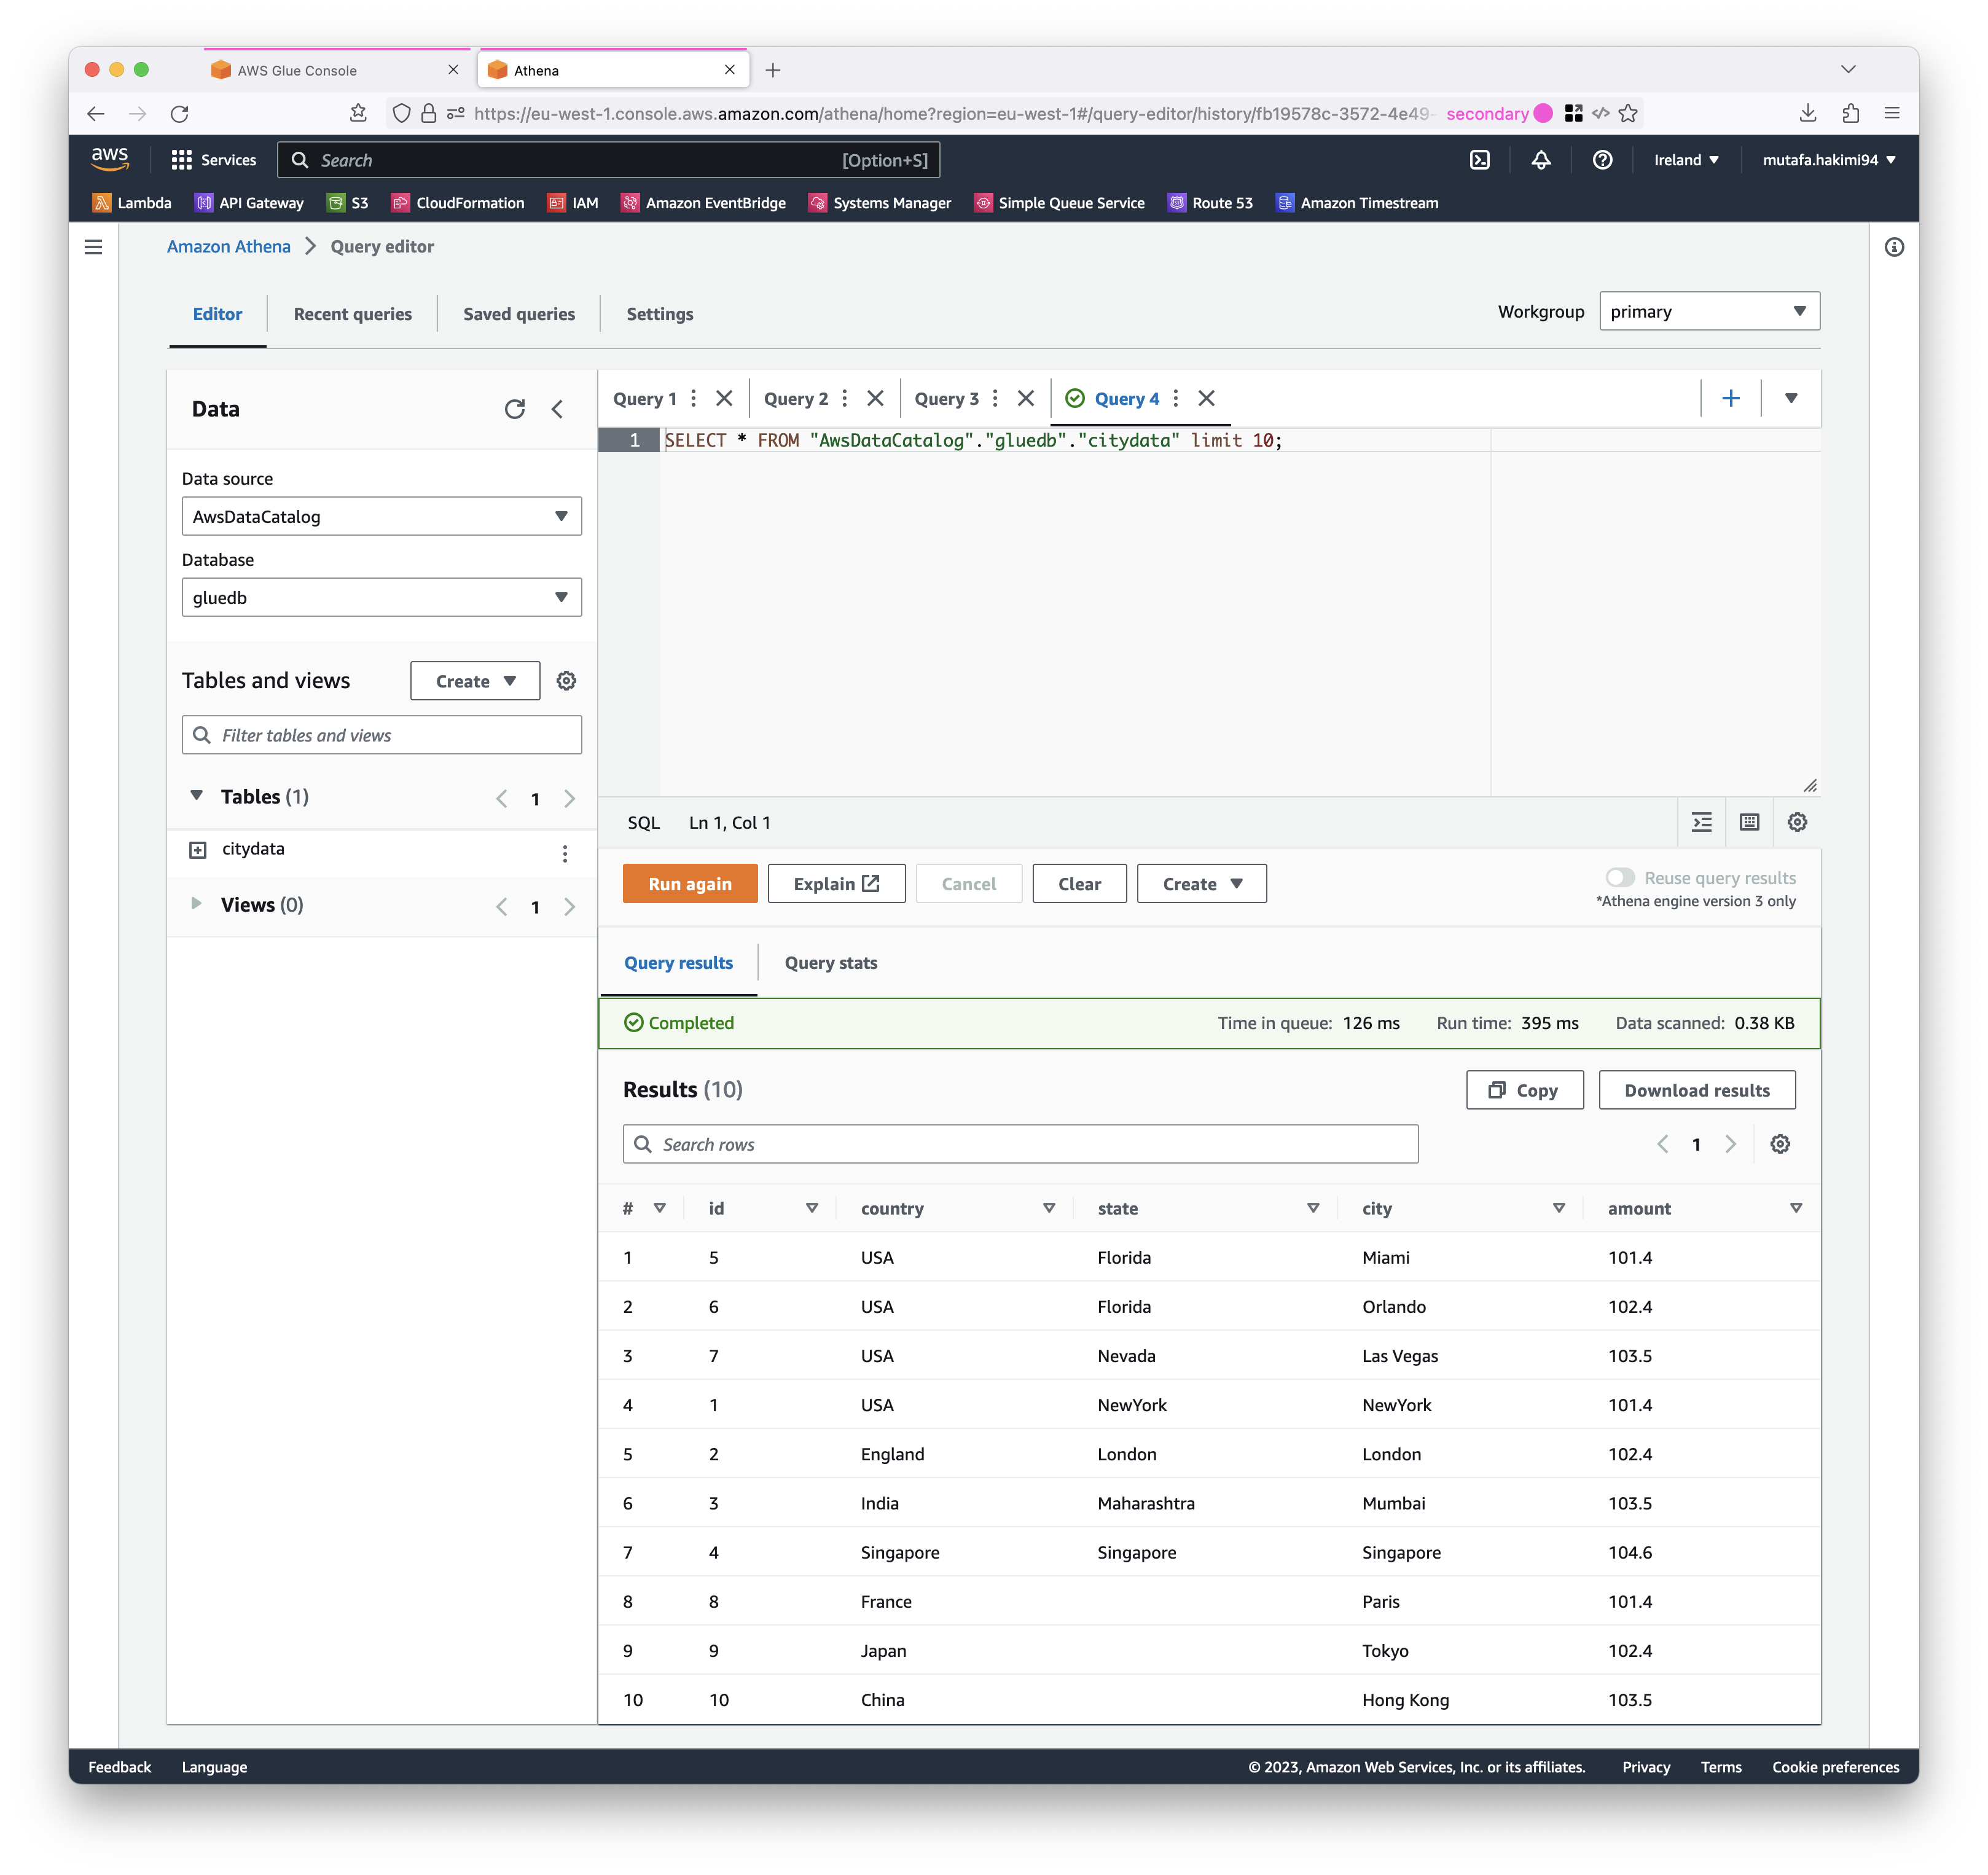 AWS Glue Console
Athena
https://eu-west-1.console.aws.amazon.com/athena/home?region=eu-west-1#/query-editor/history/fb19578c-3572-4e49- secondary
aws Services Search [Option+S] Ireland mutafa.hakimi94
Lambda API Gateway S3 CloudFormation IAM Amazon EventBridge Systems Manager Simple Queue Service Route 53 Amazon Timestream
Amazon Athena Query editor
Editor Recent queries Saved queries Settings Workgroup primary
Data
Data source
AwsDataCatalog
Database
gluedb
Tables and views Create
Filter tables and views
Tables (1) 1
citydata
Views (0) 1
Query 1 Query 2 Query 3 Query 4
1 SELECT * FROM "AwsDataCatalog"."gluedb"."citydata" limit 10;
SQL Ln 1, Col 1
Run again Explain Cancel Clear Create Reuse query results
*Athena engine version 3 only
Query results Query stats
Completed Time in queue: 126 ms Run time: 395 ms Data scanned: 0.38 KB
Results (10) Copy Download results
Search rows 1
# id country state city amount
1 5 USA Florida Miami 101.4
2 6 USA Florida Orlando 102.4
3 7 USA Nevada Las Vegas 103.5
4 1 USA NewYork NewYork 101.4
5 2 England London London 102.4
6 3 India Maharashtra Mumbai 103.5
7 4 Singapore Singapore Singapore 104.6
8 8 France Paris 101.4
9 9 Japan Tokyo 102.4
10 10 China Hong Kong 103.5
Feedback Language © 2023, Amazon Web Services, Inc. or its affiliates. Privacy Terms Cookie preferences